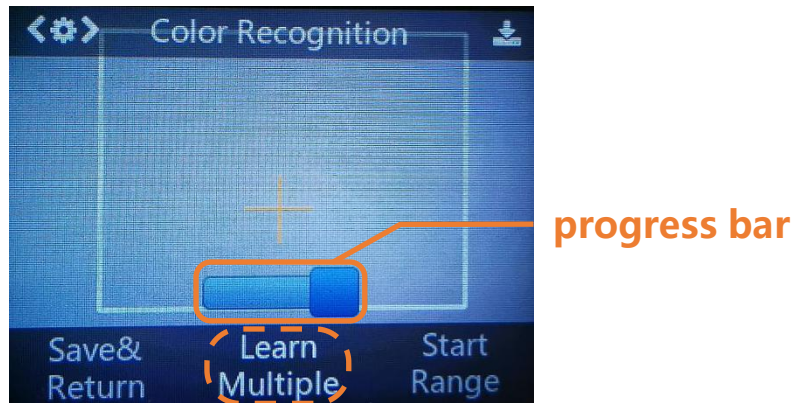 Color Recognition
progress bar
Save& Learn Start
Return Multiple Range